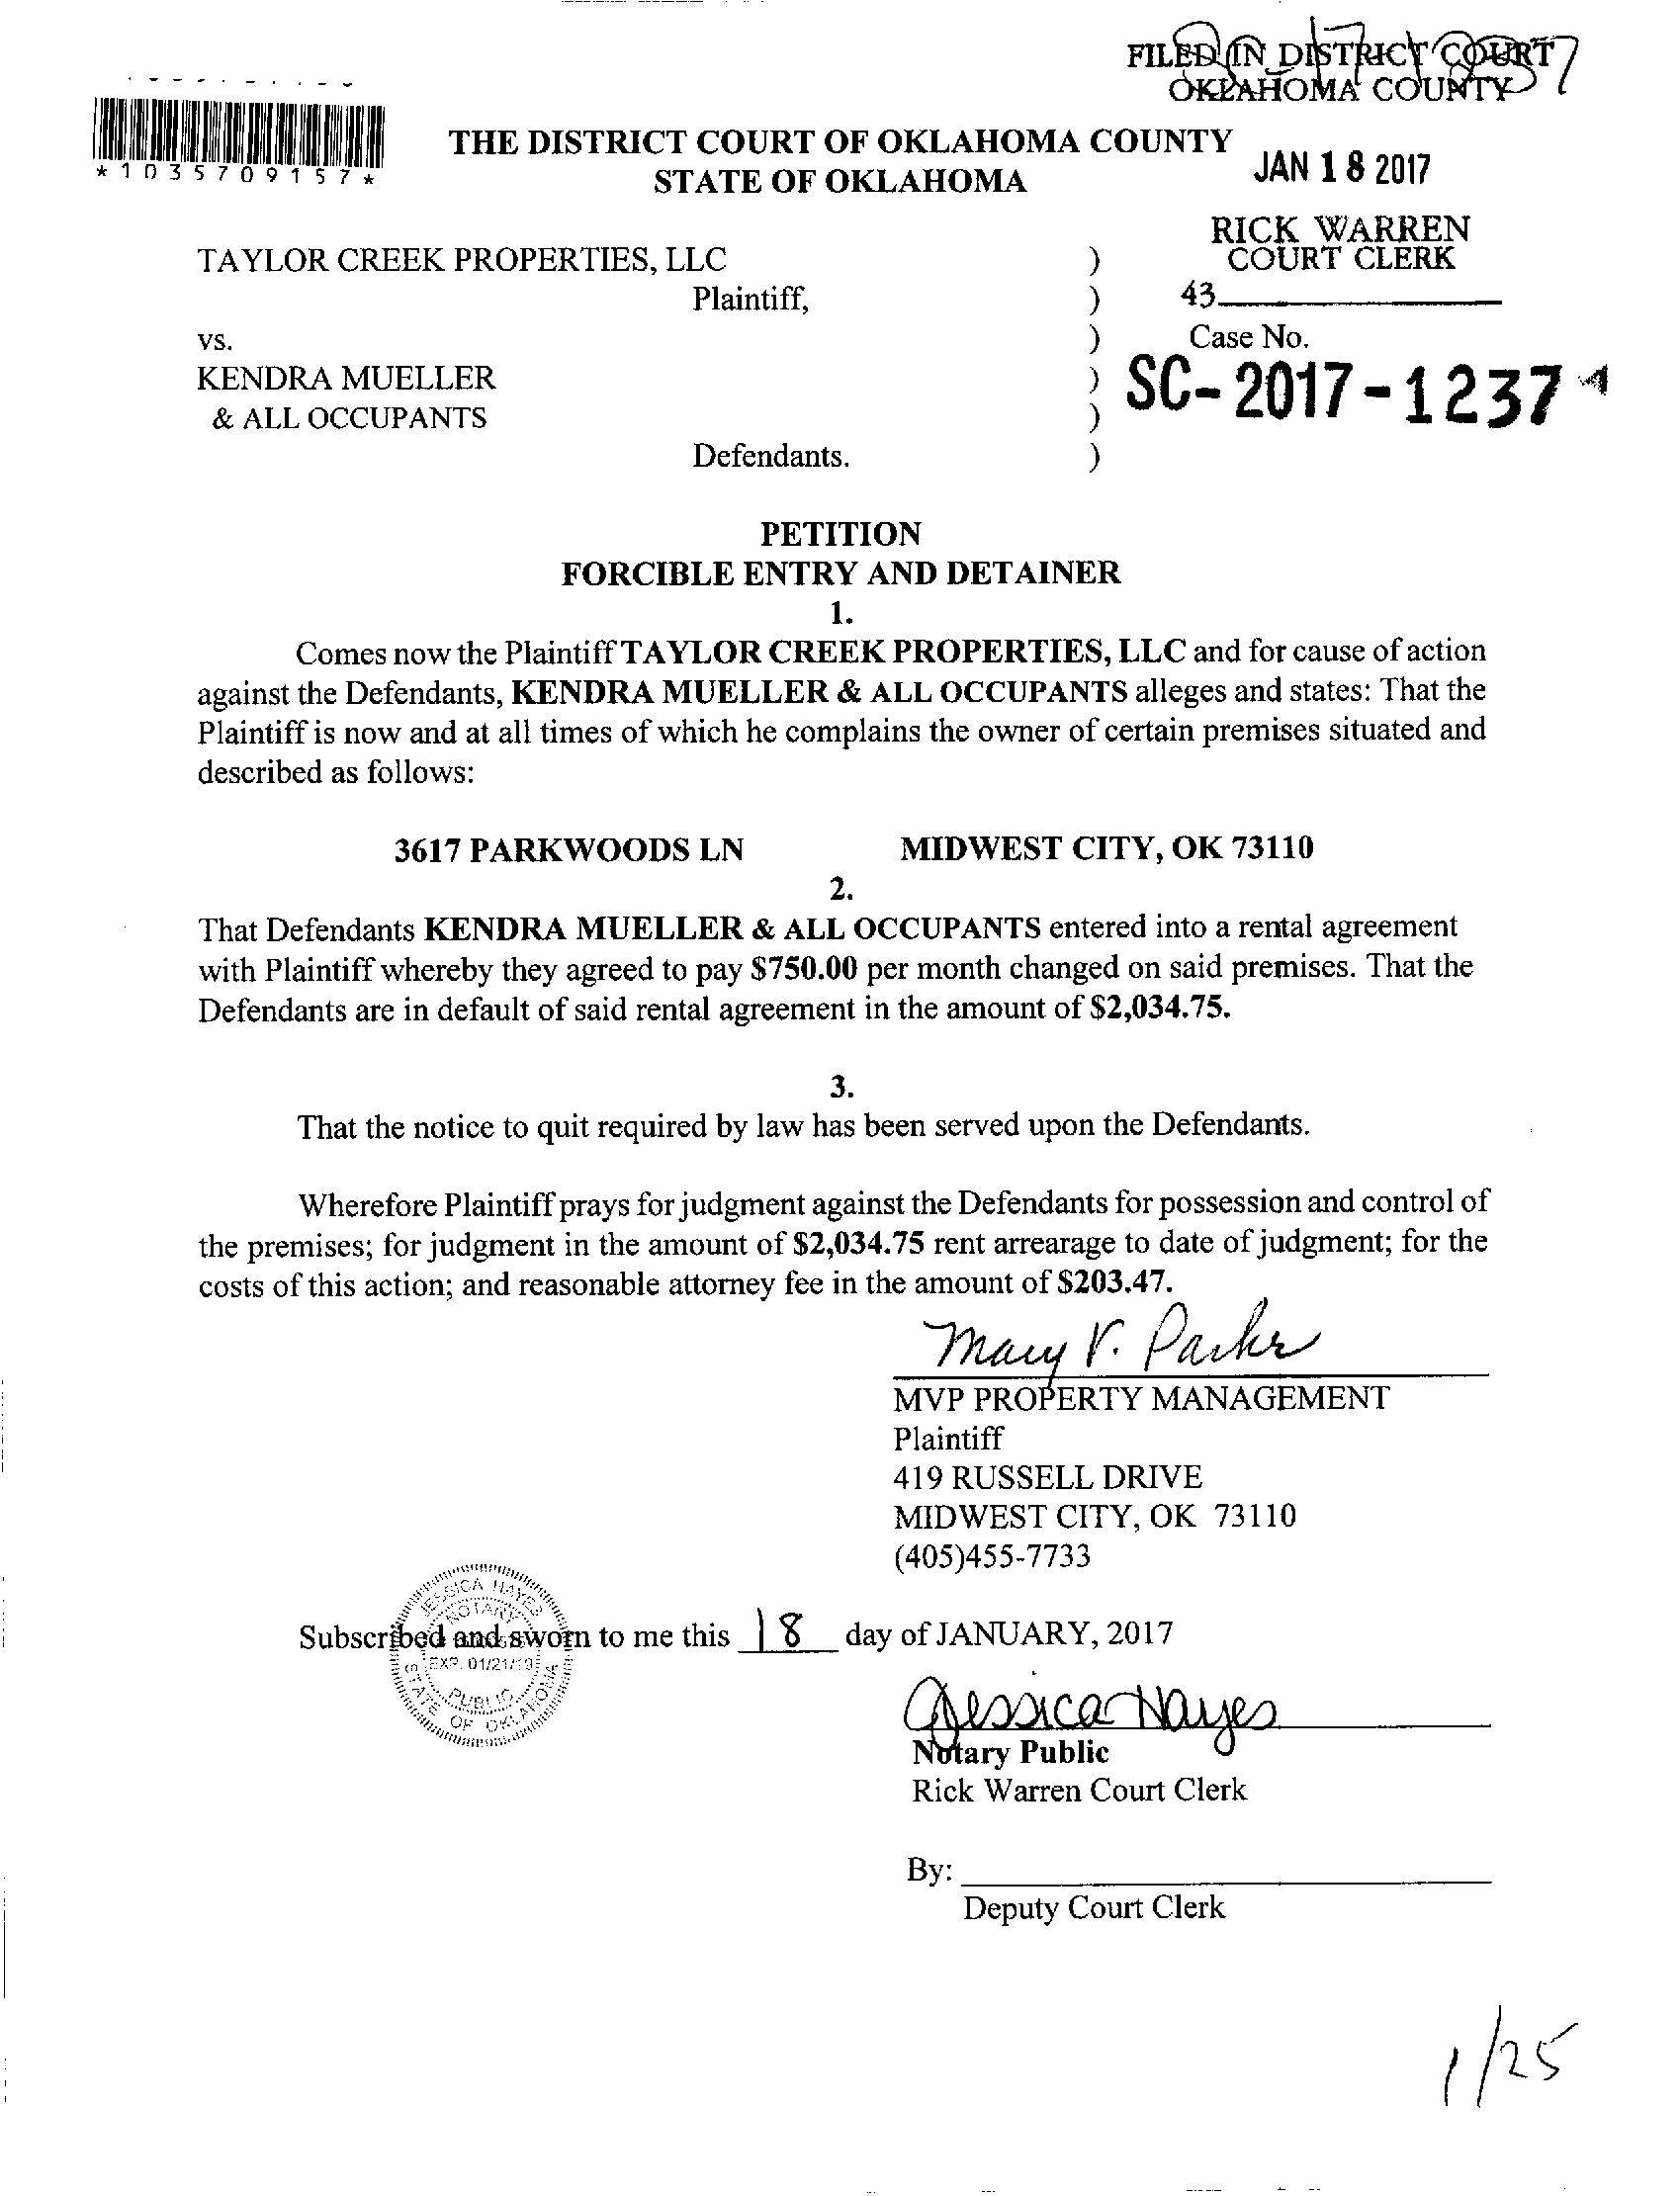 FILED IN DISTRICT COURT
OKLAHOMA COUNTY
*1035709157*
THE DISTRICT COURT OF OKLAHOMA COUNTY
STATE OF OKLAHOMA
JAN 18 2017
RICK WARREN
COURT CLERK
43
TAYLOR CREEK PROPERTIES, LLC )
Plaintiff, )
vs. ) Case No.
KENDRA MUELLER ) SC-2017-1237
& ALL OCCUPANTS )
Defendants. )
PETITION
FORCIBLE ENTRY AND DETAINER
1.
Comes now the Plaintiff TAYLOR CREEK PROPERTIES, LLC and for cause of action
against the Defendants, KENDRA MUELLER & ALL OCCUPANTS alleges and states: That the
Plaintiff is now and at all times of which he complains the owner of certain premises situated and
described as follows:
3617 PARKWOODS LN MIDWEST CITY, OK 73110
2.
That Defendants KENDRA MUELLER & ALL OCCUPANTS entered into a rental agreement
with Plaintiff whereby they agreed to pay $750.00 per month changed on said premises. That the
Defendants are in default of said rental agreement in the amount of $2,034.75.
3.
That the notice to quit required by law has been served upon the Defendants.
Wherefore Plaintiff prays for judgment against the Defendants for possession and control of
the premises; for judgment in the amount of $2,034.75 rent arrearage to date of judgment; for the
costs of this action; and reasonable attorney fee in the amount of $203.47.
Mary V. Parker
MVP PROPERTY MANAGEMENT
Plaintiff
419 RUSSELL DRIVE
MIDWEST CITY, OK 73110
(405)455-7733
JESSICA HAYES
NOTARY
EXP. 01/21/19
PUBLIC
STATE OF OKLAHOMA
Subscribed and sworn to me this 18 day of JANUARY, 2017
Jessica Hayes
Notary Public
Rick Warren Court Clerk
By:
Deputy Court Clerk
1/25